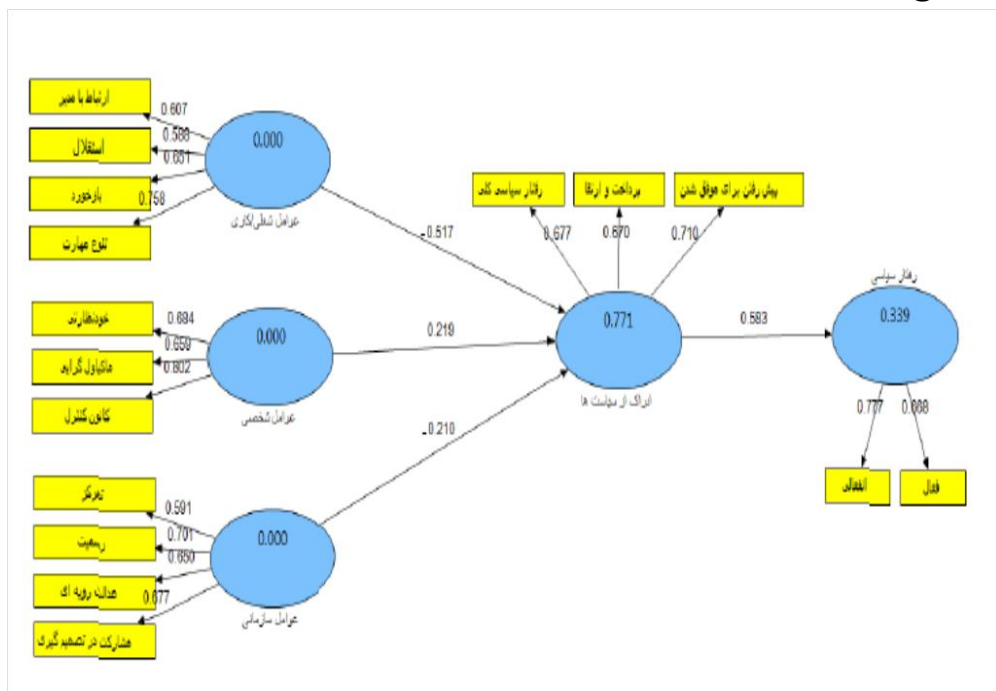 ارتباط با مدیر
0.607
استقلال
0.588
بازخورد
0.651
تنوع مهارت
0.758
0.000
عوامل شغلی/کاری
-0.517
خودنظارتی
0.684
ماکیاول گرایی
0.659
کانون کنترل
0.802
0.000
عوامل شخصی
0.219
تمرکز
0.591
رسمیت
0.701
عدالت رویه ای
0.650
مشارکت در تصمیم گیری
0.677
0.000
عوامل سازمانی
-0.210
رفتار سیاسی کلی
پرداخت و ارتقا
پیش رفتن برای موفق شدن
0.677
0.670
0.710
0.771
ادراک از سیاست ها
0.583
رفتار سیاسی
0.339
0.777
0.668
انفعالی
فعال